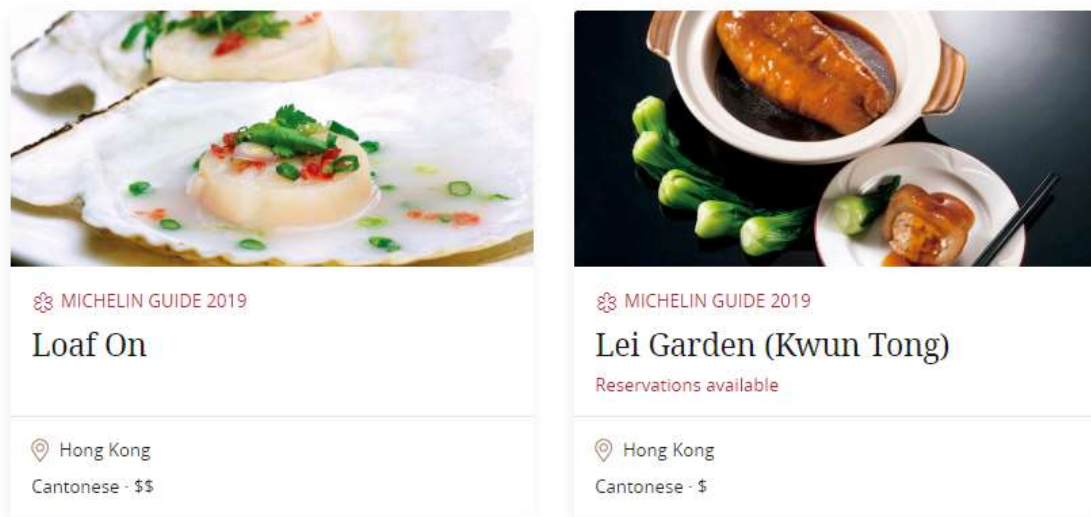 MICHELIN GUIDE 2019
Loaf On
Hong Kong
Cantonese · $$
MICHELIN GUIDE 2019
Lei Garden (Kwun Tong)
Reservations available
Hong Kong
Cantonese · $